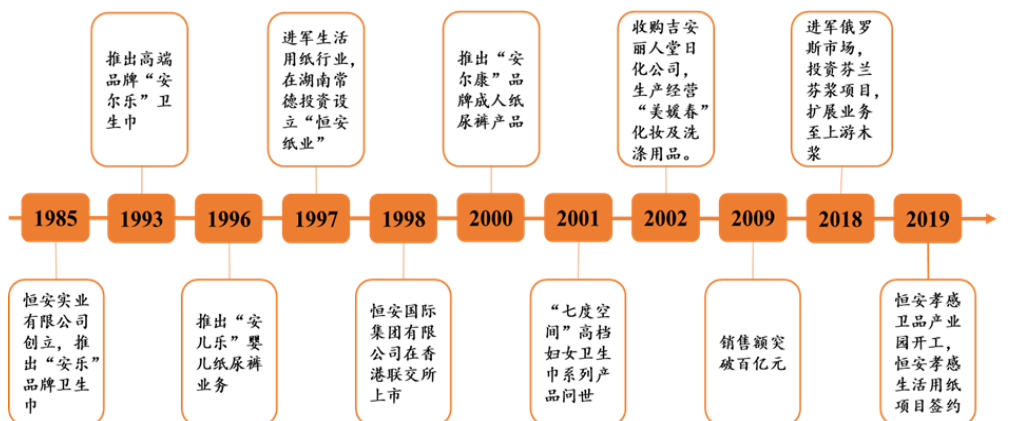 推出高端
品牌“安
尔乐”卫
生巾
进军生活
用纸行业，
在湖南常
德投资设
立“恒安
纸业”
推出“安
尔康”品
牌成人纸
尿裤产品
收购吉安
丽人堂日
化公司，
生产经营
“美媛春”
化妆及洗
涤用品。
进军俄罗
斯市场，
投资芬兰
芬浆项目，
扩展业务
至上游木
浆
1985 1993 1996 1997 1998 2000 2001 2002 2009 2018 2019
恒安实业
有限公司
创立，推
出“安乐”
品牌卫生
巾
推出“安
儿乐”婴
儿纸尿裤
业务
恒安国际
集团有限
公司在香
港联交所
上市
“七度空
间”高档
妇女卫生
巾系列产
品问世
销售额突
破百亿元
恒安孝感
卫品产业
园开工，
恒安孝感
生活用纸
项目签约